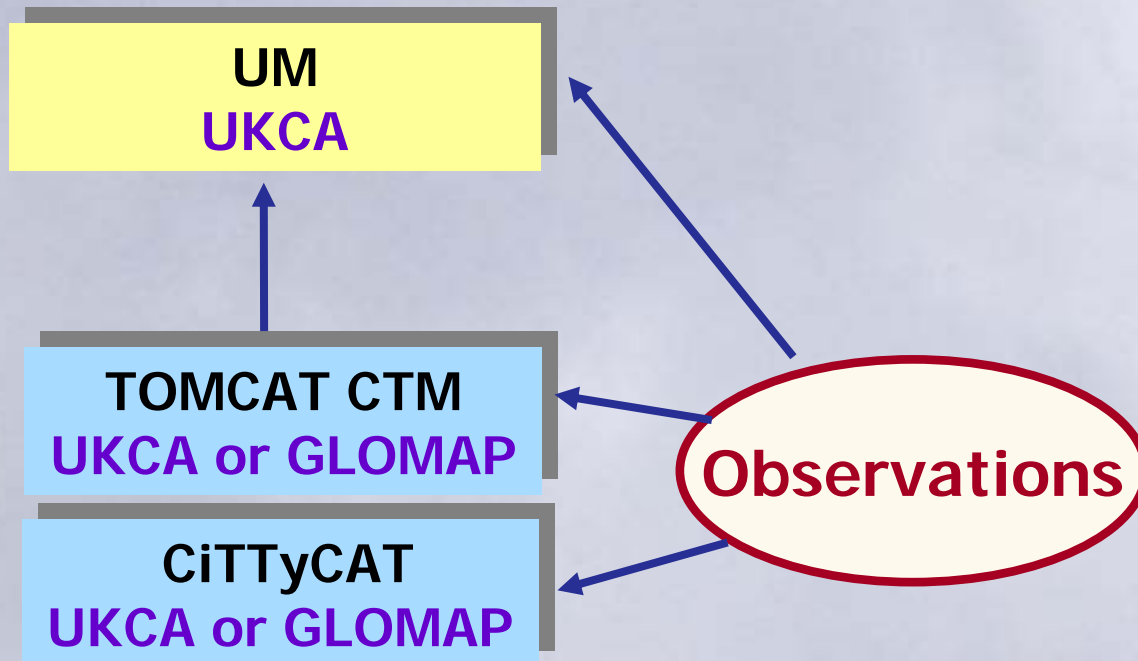 UM
UKCA
TOMCAT CTM
UKCA or GLOMAP
Observations
CiTTyCAT
UKCA or GLOMAP